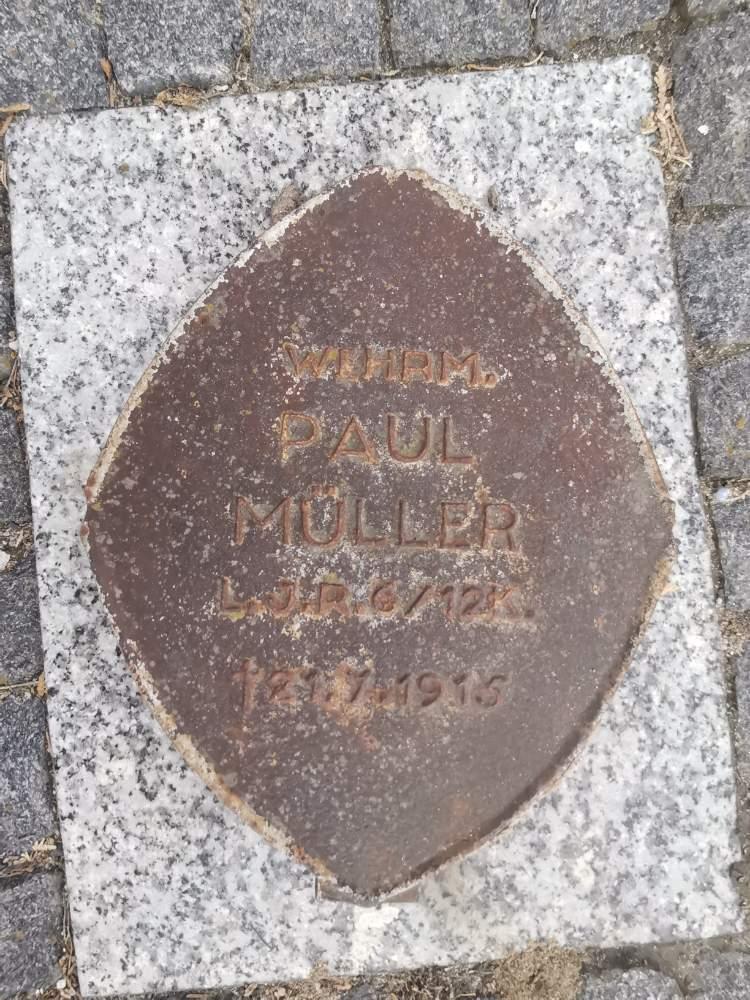 WEHRM.
PAUL
MÜLLER
L.J.R. 6/12K.
†21.7.1915